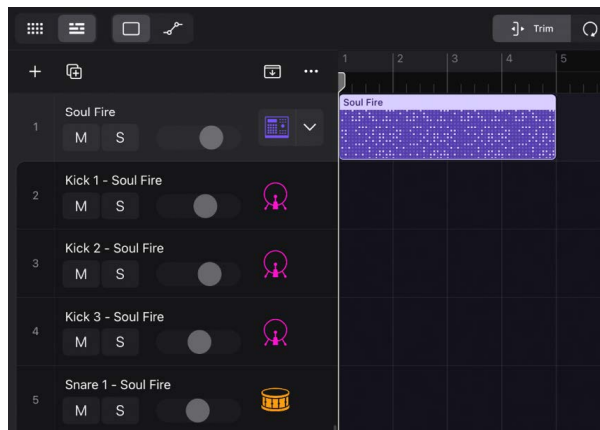 Trim
1 2 3 4 5
1
Soul Fire
M S
Soul Fire
2
Kick 1 - Soul Fire
M S
3
Kick 2 - Soul Fire
M S
4
Kick 3 - Soul Fire
M S
5
Snare 1 - Soul Fire
M S